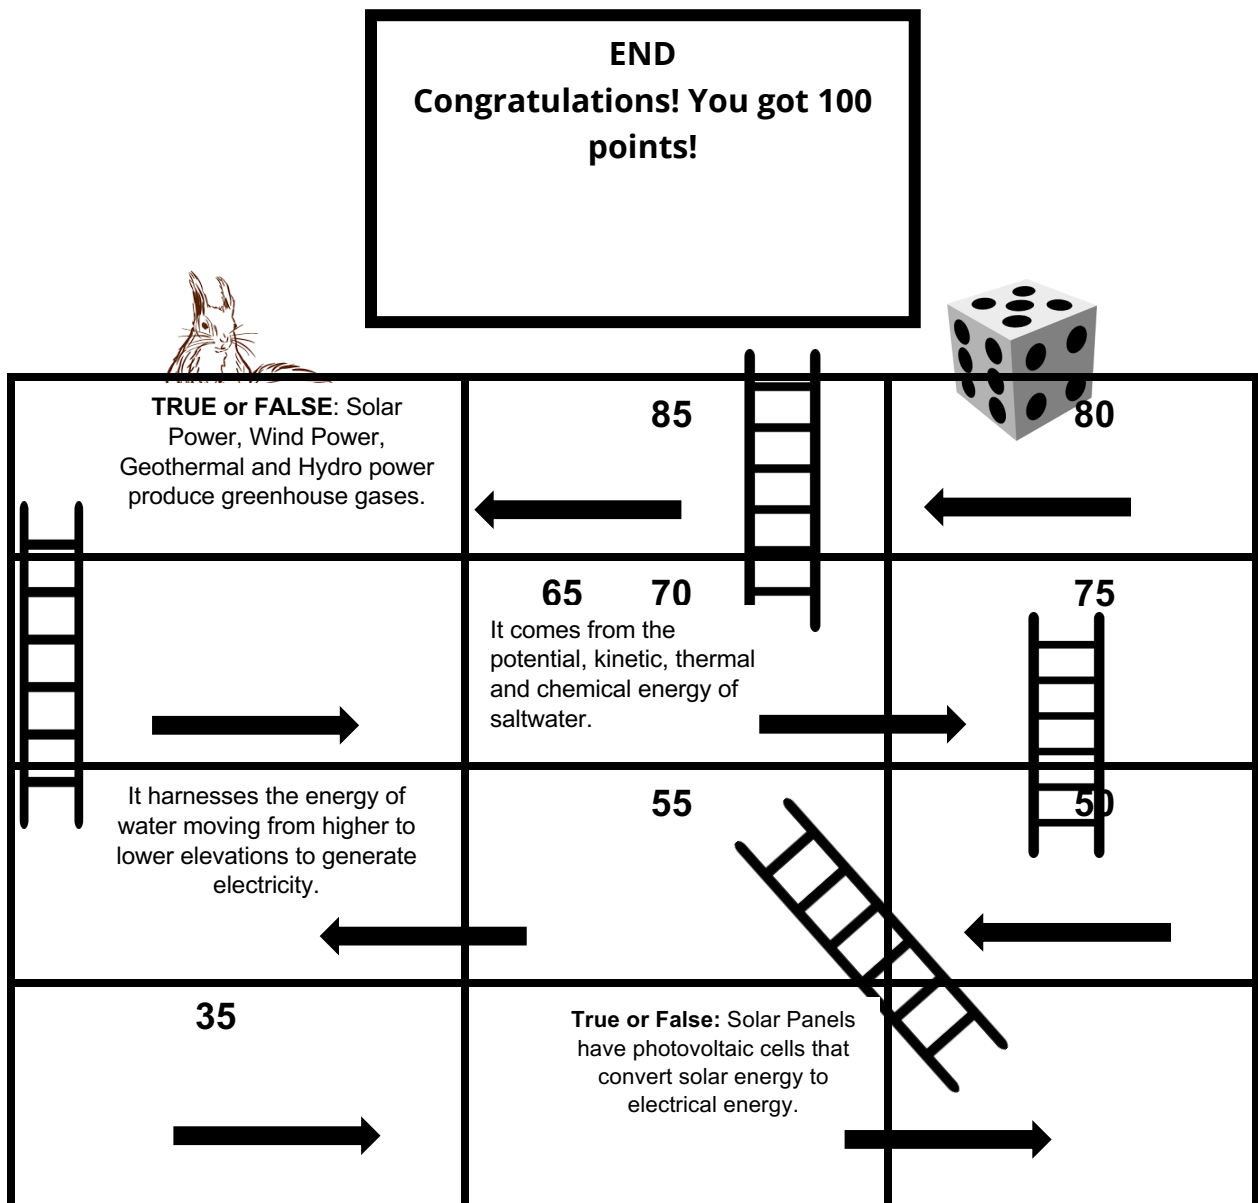 END
Congratulations! You got 100
points!
TRUE or FALSE: Solar
Power, Wind Power,
Geothermal and Hydro power
produce greenhouse gases.
85
80
65 70
It comes from the
potential, kinetic, thermal
and chemical energy of
saltwater.
75
It harnesses the energy of
water moving from higher to
lower elevations to generate
electricity.
55
50
35
True or False: Solar Panels
have photovoltaic cells that
convert solar energy to
electrical energy.